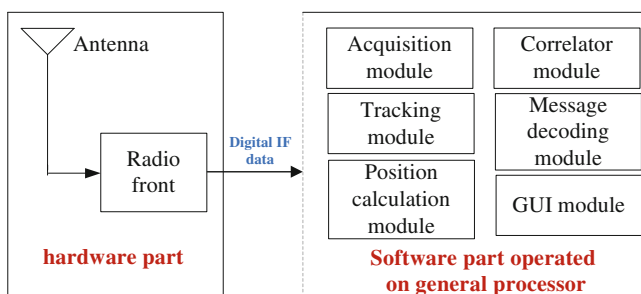 Antenna
Radio
front
hardware part
Digital IF
data
Acquisition
module
Correlator
module
Tracking
module
Message
decoding
module
Position
calculation
module
GUI module
Software part operated
on general processor